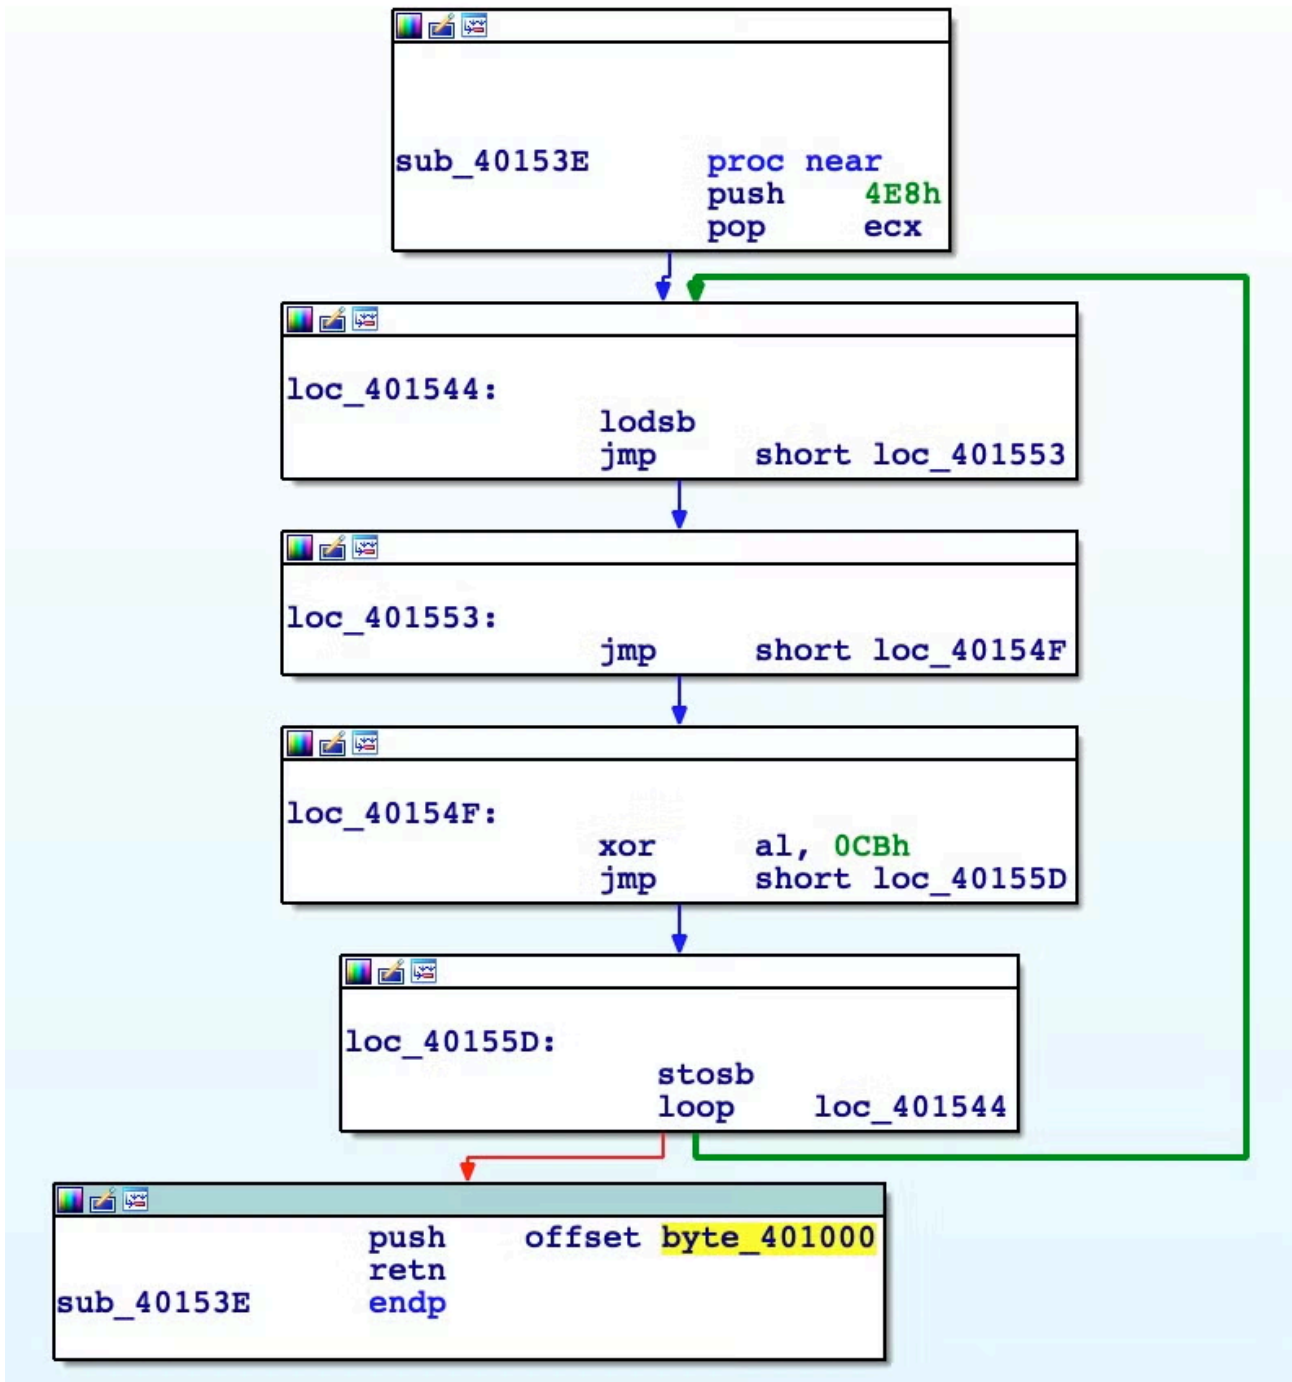 sub_40153E proc near
push 4E8h
pop ecx
loc_401544:
lodsb
jmp short loc_401553
loc_401553:
jmp short loc_40154F
loc_40154F:
xor al, 0CBh
jmp short loc_40155D
loc_40155D:
stosb
loop loc_401544
push offset byte_401000
retn
sub_40153E endp